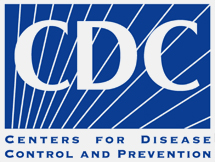 CDC
CENTERS FOR DISEASE
CONTROL AND PREVENTION